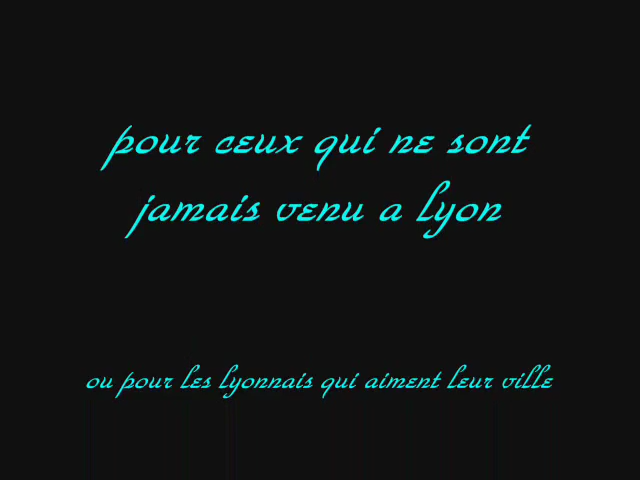 pour ceux qui ne sont
jamais venu a lyon
ou pour les lyonnais qui aiment leur ville